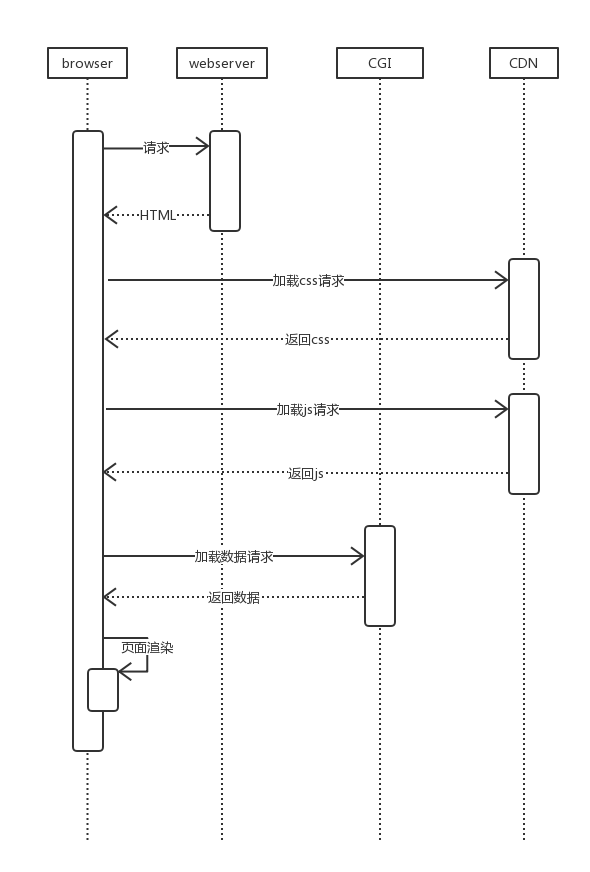 browser
webserver
CGI
CDN
请求
HTML
加载css请求
返回css
加载js请求
返回js
加载数据请求
返回数据
页面渲染